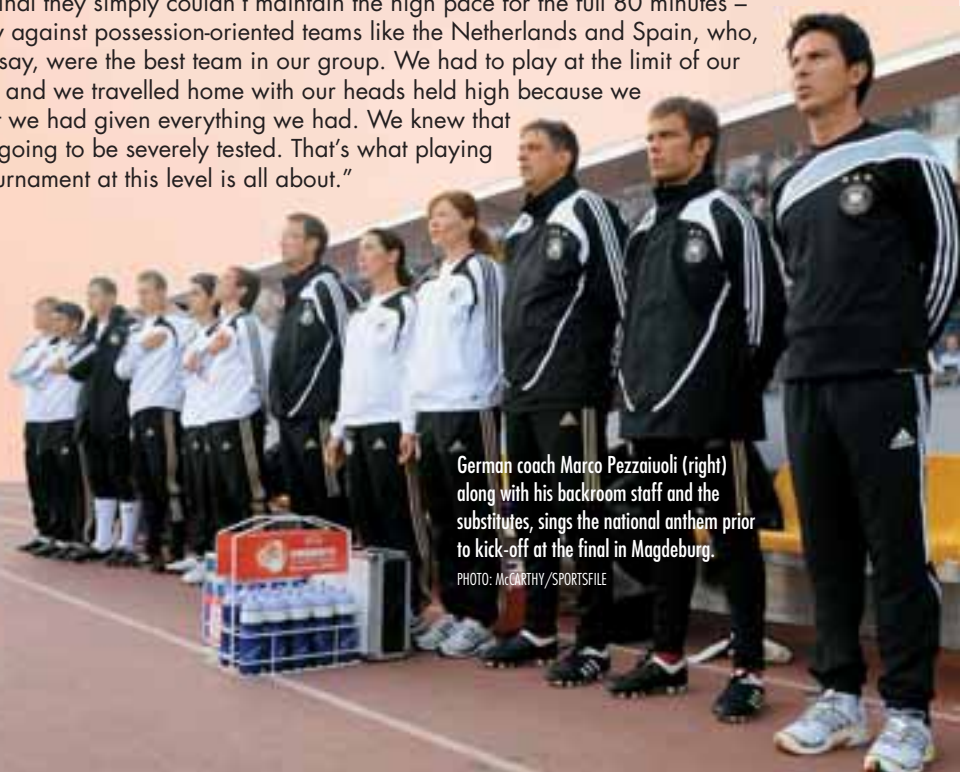 that they simply couldn't maintain the high pace for the full 80 minutes –
against possession-oriented teams like the Netherlands and Spain, who,
say, were the best team in our group. We had to play at the limit of our
and we travelled home with our heads held high because we
we had given everything we had. We knew that
going to be severely tested. That's what playing
at this level is all about."
German coach Marco Pezzaiuoli (right)
along with his backroom staff and the
substitutes, sings the national anthem prior
to kick-off at the final in Magdeburg.
PHOTO: McCARTHY/SPORTSFILE